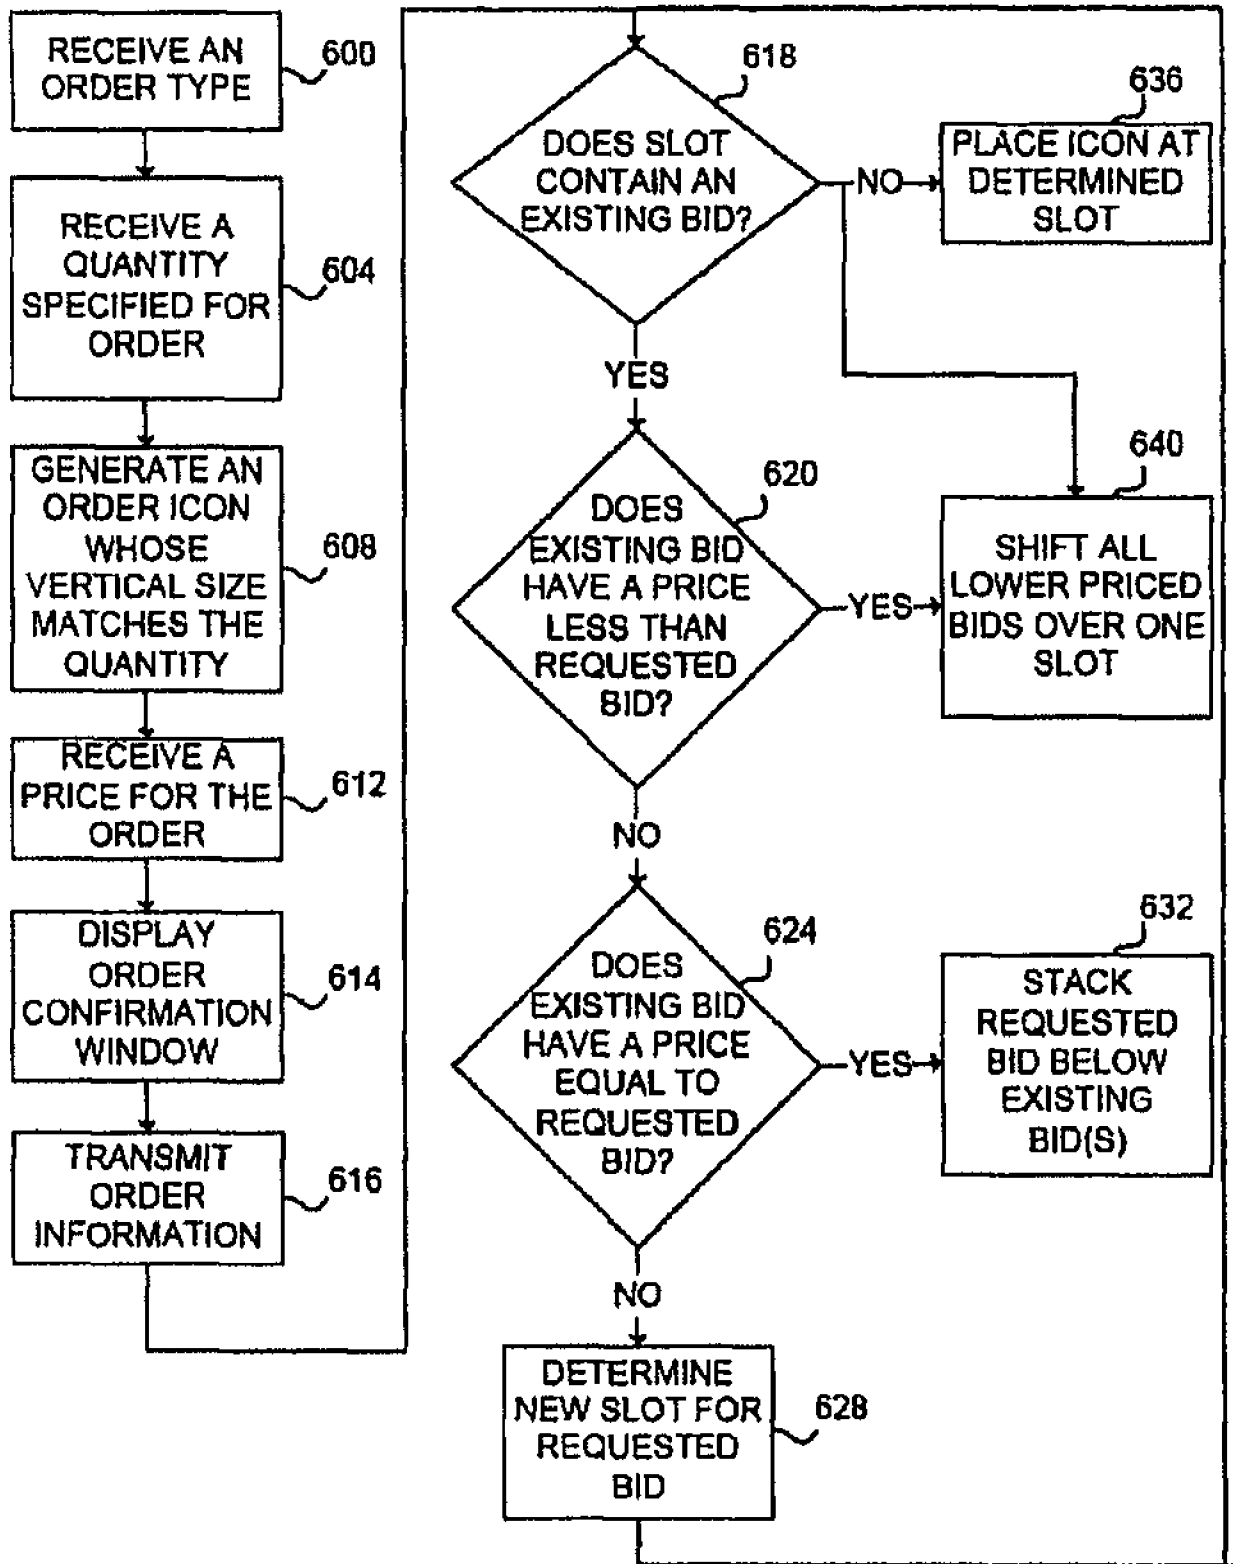 RECEIVE AN
ORDER TYPE
600
RECEIVE A
QUANTITY
SPECIFIED FOR
ORDER
604
GENERATE AN
ORDER ICON
WHOSE
VERTICAL SIZE
MATCHES THE
QUANTITY
608
RECEIVE A
PRICE FOR THE
ORDER
612
DISPLAY
ORDER
CONFIRMATION
WINDOW
614
TRANSMIT
ORDER
INFORMATION
616
618
DOES SLOT
CONTAIN AN
EXISTING BID?
NO
636
PLACE ICON AT
DETERMINED
SLOT
YES
620
DOES
EXISTING BID
HAVE A PRICE
LESS THAN
REQUESTED
BID?
YES
640
SHIFT ALL
LOWER PRICED
BIDS OVER ONE
SLOT
NO
624
DOES
EXISTING BID
HAVE A PRICE
EQUAL TO
REQUESTED
BID?
YES
632
STACK
REQUESTED
BID BELOW
EXISTING
BID(S)
NO
DETERMINE
NEW SLOT FOR
REQUESTED
BID
628